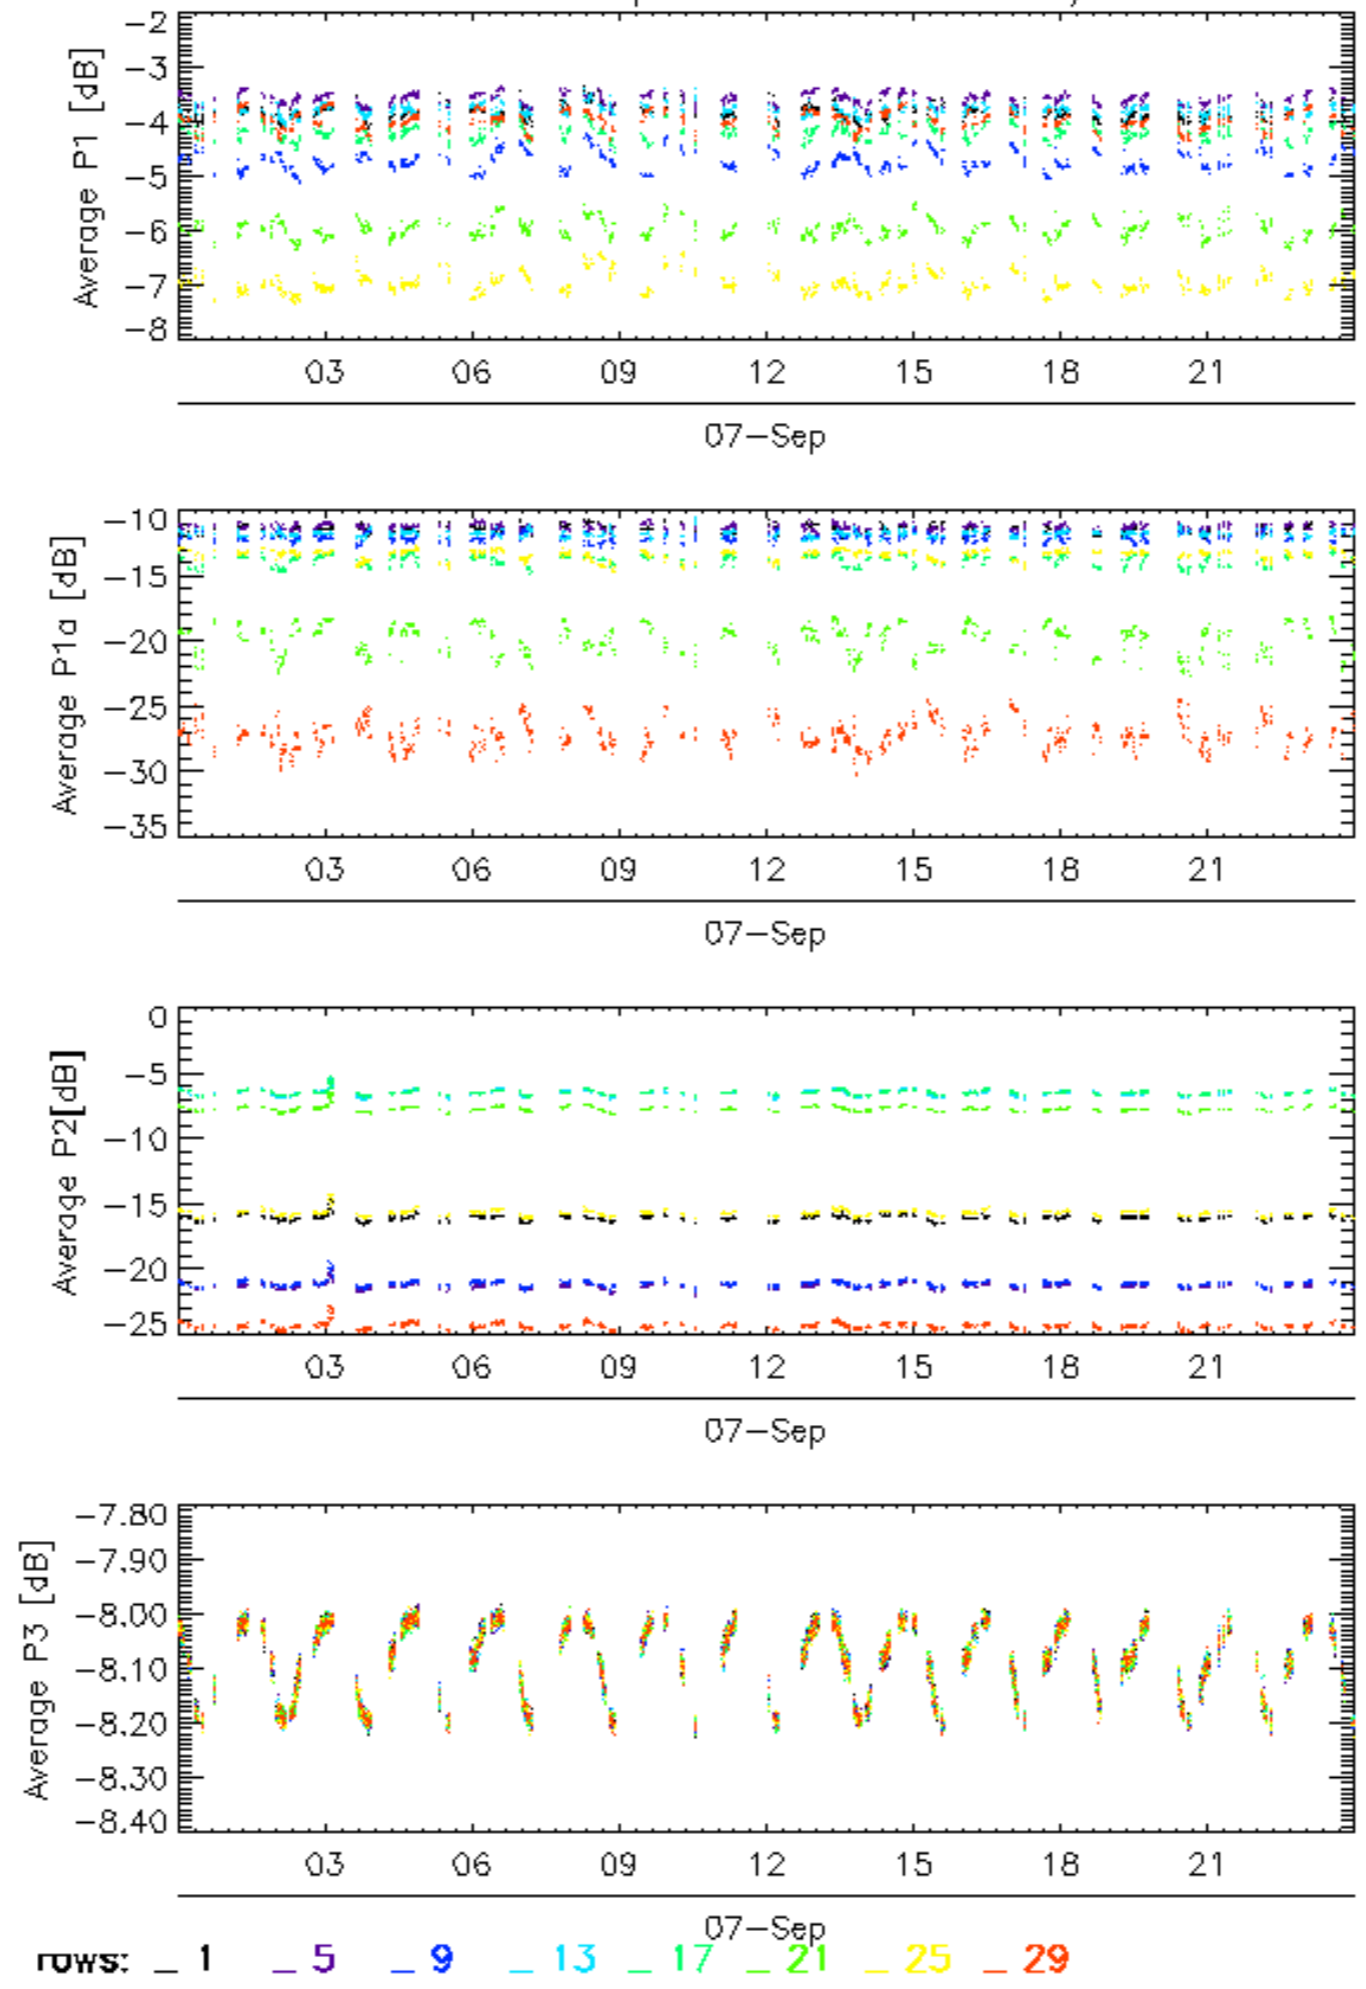 Average P1 [dB]
-2
-3
-4
-5
-6
-7
-8
03 06 09 12 15 18 21
07-Sep
Average P1a [dB]
-10
-15
-20
-25
-30
-35
03 06 09 12 15 18 21
07-Sep
Average P2[dB]
0
-5
-10
-15
-20
-25
03 06 09 12 15 18 21
07-Sep
Average P3 [dB]
-7.80
-7.90
-8.00
-8.10
-8.20
-8.30
-8.40
03 06 09 12 15 18 21
07-Sep
rows: _ 1 _ 5 _ 9 _ 13 _ 17 _ 21 _ 25 _ 29